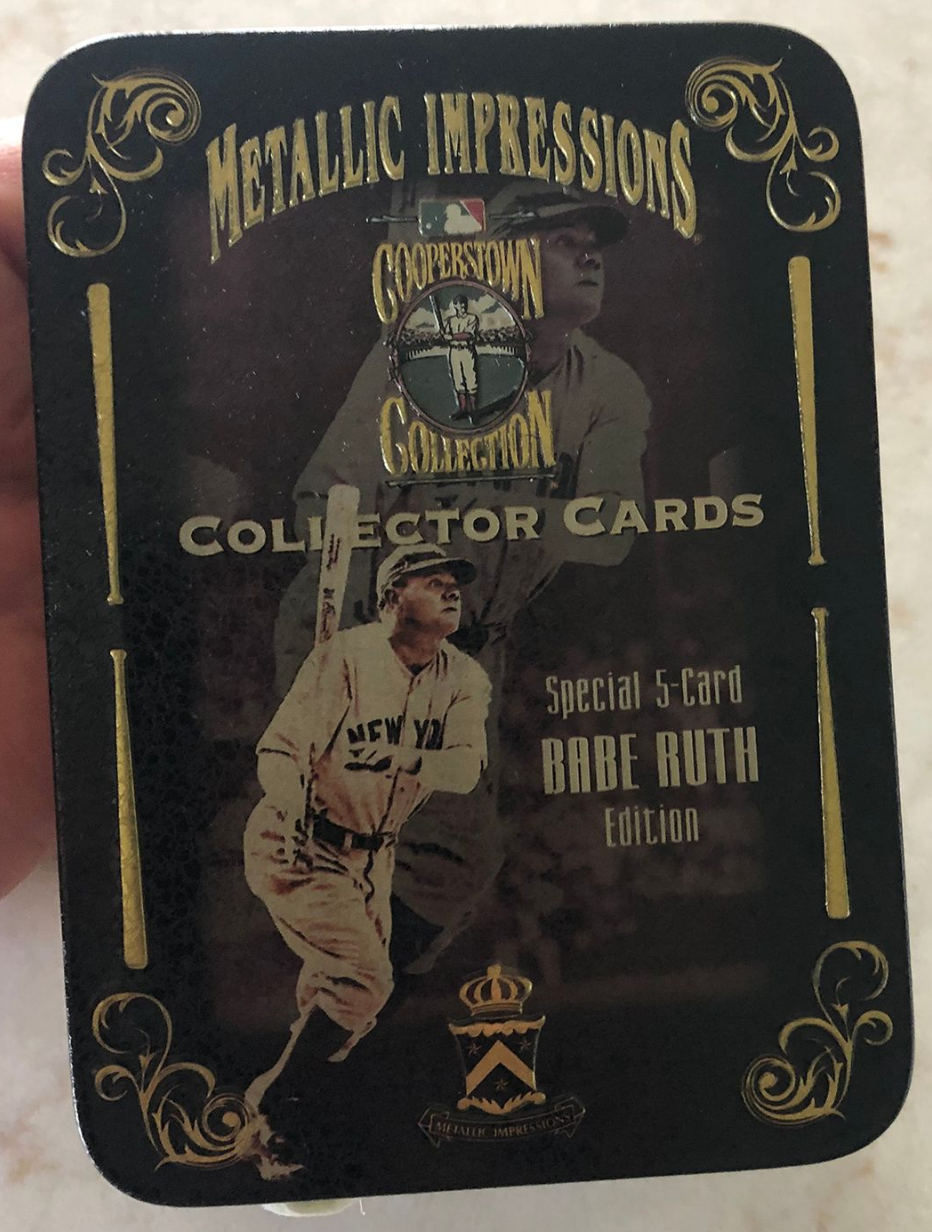 METALLIC IMPRESSIONS
COOPERSTOWN
COLLECTION
COLLECTOR CARDS
NEW YO
Special 5-Card
BABE RUTH
Edition
METALLIC IMPRESSIONS